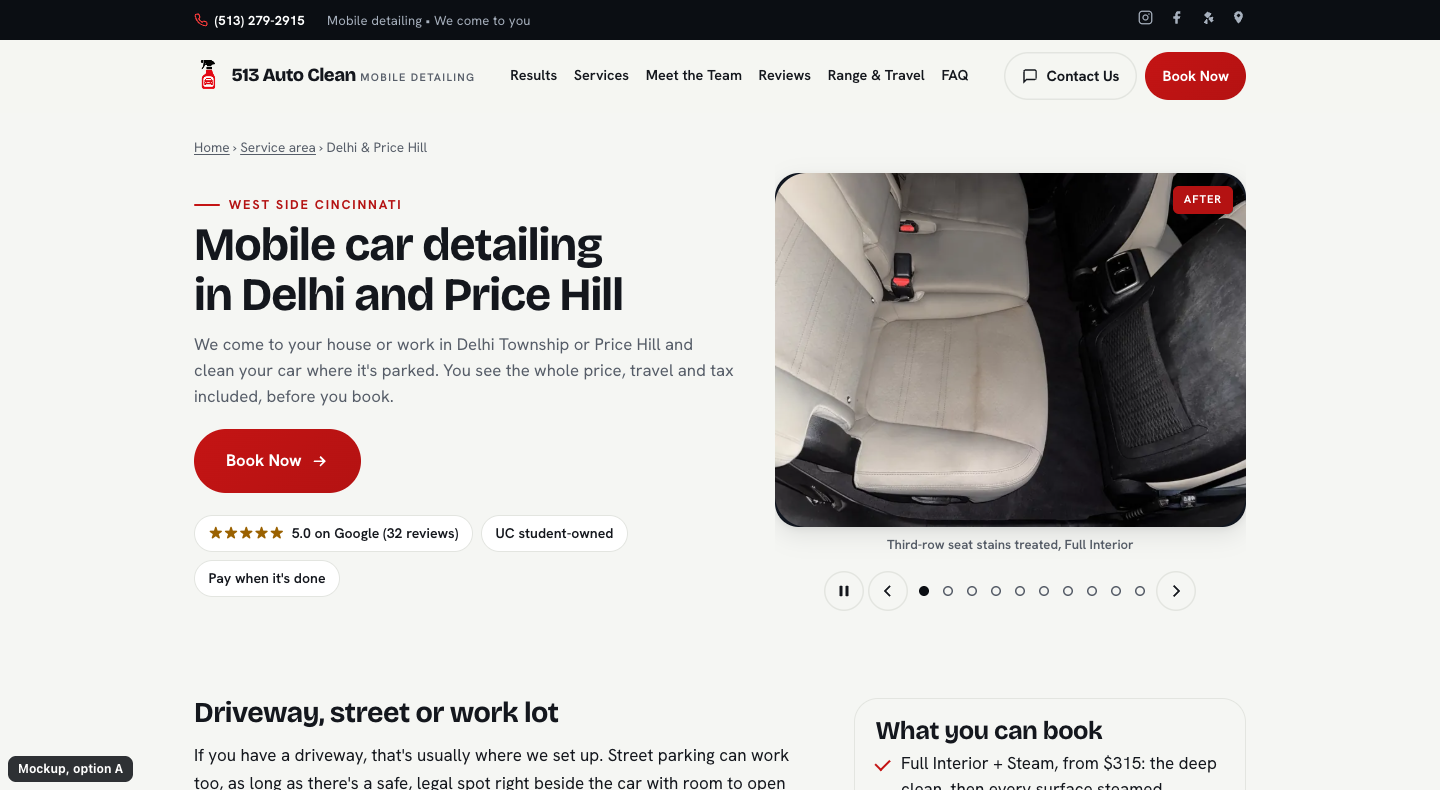 (513) 279-2915 Mobile detailing • We come to you
513 Auto Clean MOBILE DETAILING Results Services Meet the Team Reviews Range & Travel FAQ Contact Us Book Now
Home › Service area › Delhi & Price Hill
AFTER
WEST SIDE CINCINNATI
Mobile car detailing
in Delhi and Price Hill
We come to your house or work in Delhi Township or Price Hill and
clean your car where it's parked. You see the whole price, travel and tax
included, before you book.
Book Now →
5.0 on Google (32 reviews) UC student-owned
Pay when it's done
Third-row seat stains treated, Full Interior
Driveway, street or work lot
If you have a driveway, that's usually where we set up. Street parking can work
too, as long as there's a safe, legal spot right beside the car with room to open
What you can book
Full Interior + Steam, from $315: the deep
clean, then every surface steamed
Mockup, option A